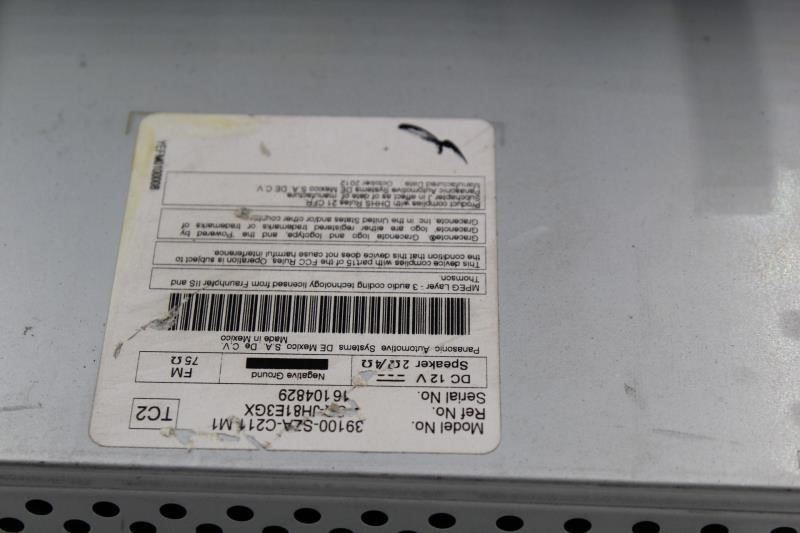 Model No. 39100-SZA-C211 M1
Ref No. JH81E3GX
Serial No. 16104829
TC2
DC 12 V
Speaker 2Ω/4Ω
Negative Ground
FM
75Ω
Panasonic Automotive Systems DE Mexico S.A. De C.V.
Made in Mexico
MPEG Layer - 3 audio coding technology licensed from Fraunhofer IIS and
Thomson.
This device complies with part15 of the FCC Rules. Operation is subject to
the condition that this device does not cause harmful interference.
Gracenote® Gracenote logo and logotype, and the "Powered by
Gracenote" logo are either registered trademarks or trademarks of
Gracenote, Inc. in the United States and/or other countries
Product complies with DHHS Rules 21 CFR
Subchapter J in effect as of date of manufacture
Panasonic Automotive Systems DE Mexico S.A. DE C.V
Manufactured Date : October 2012